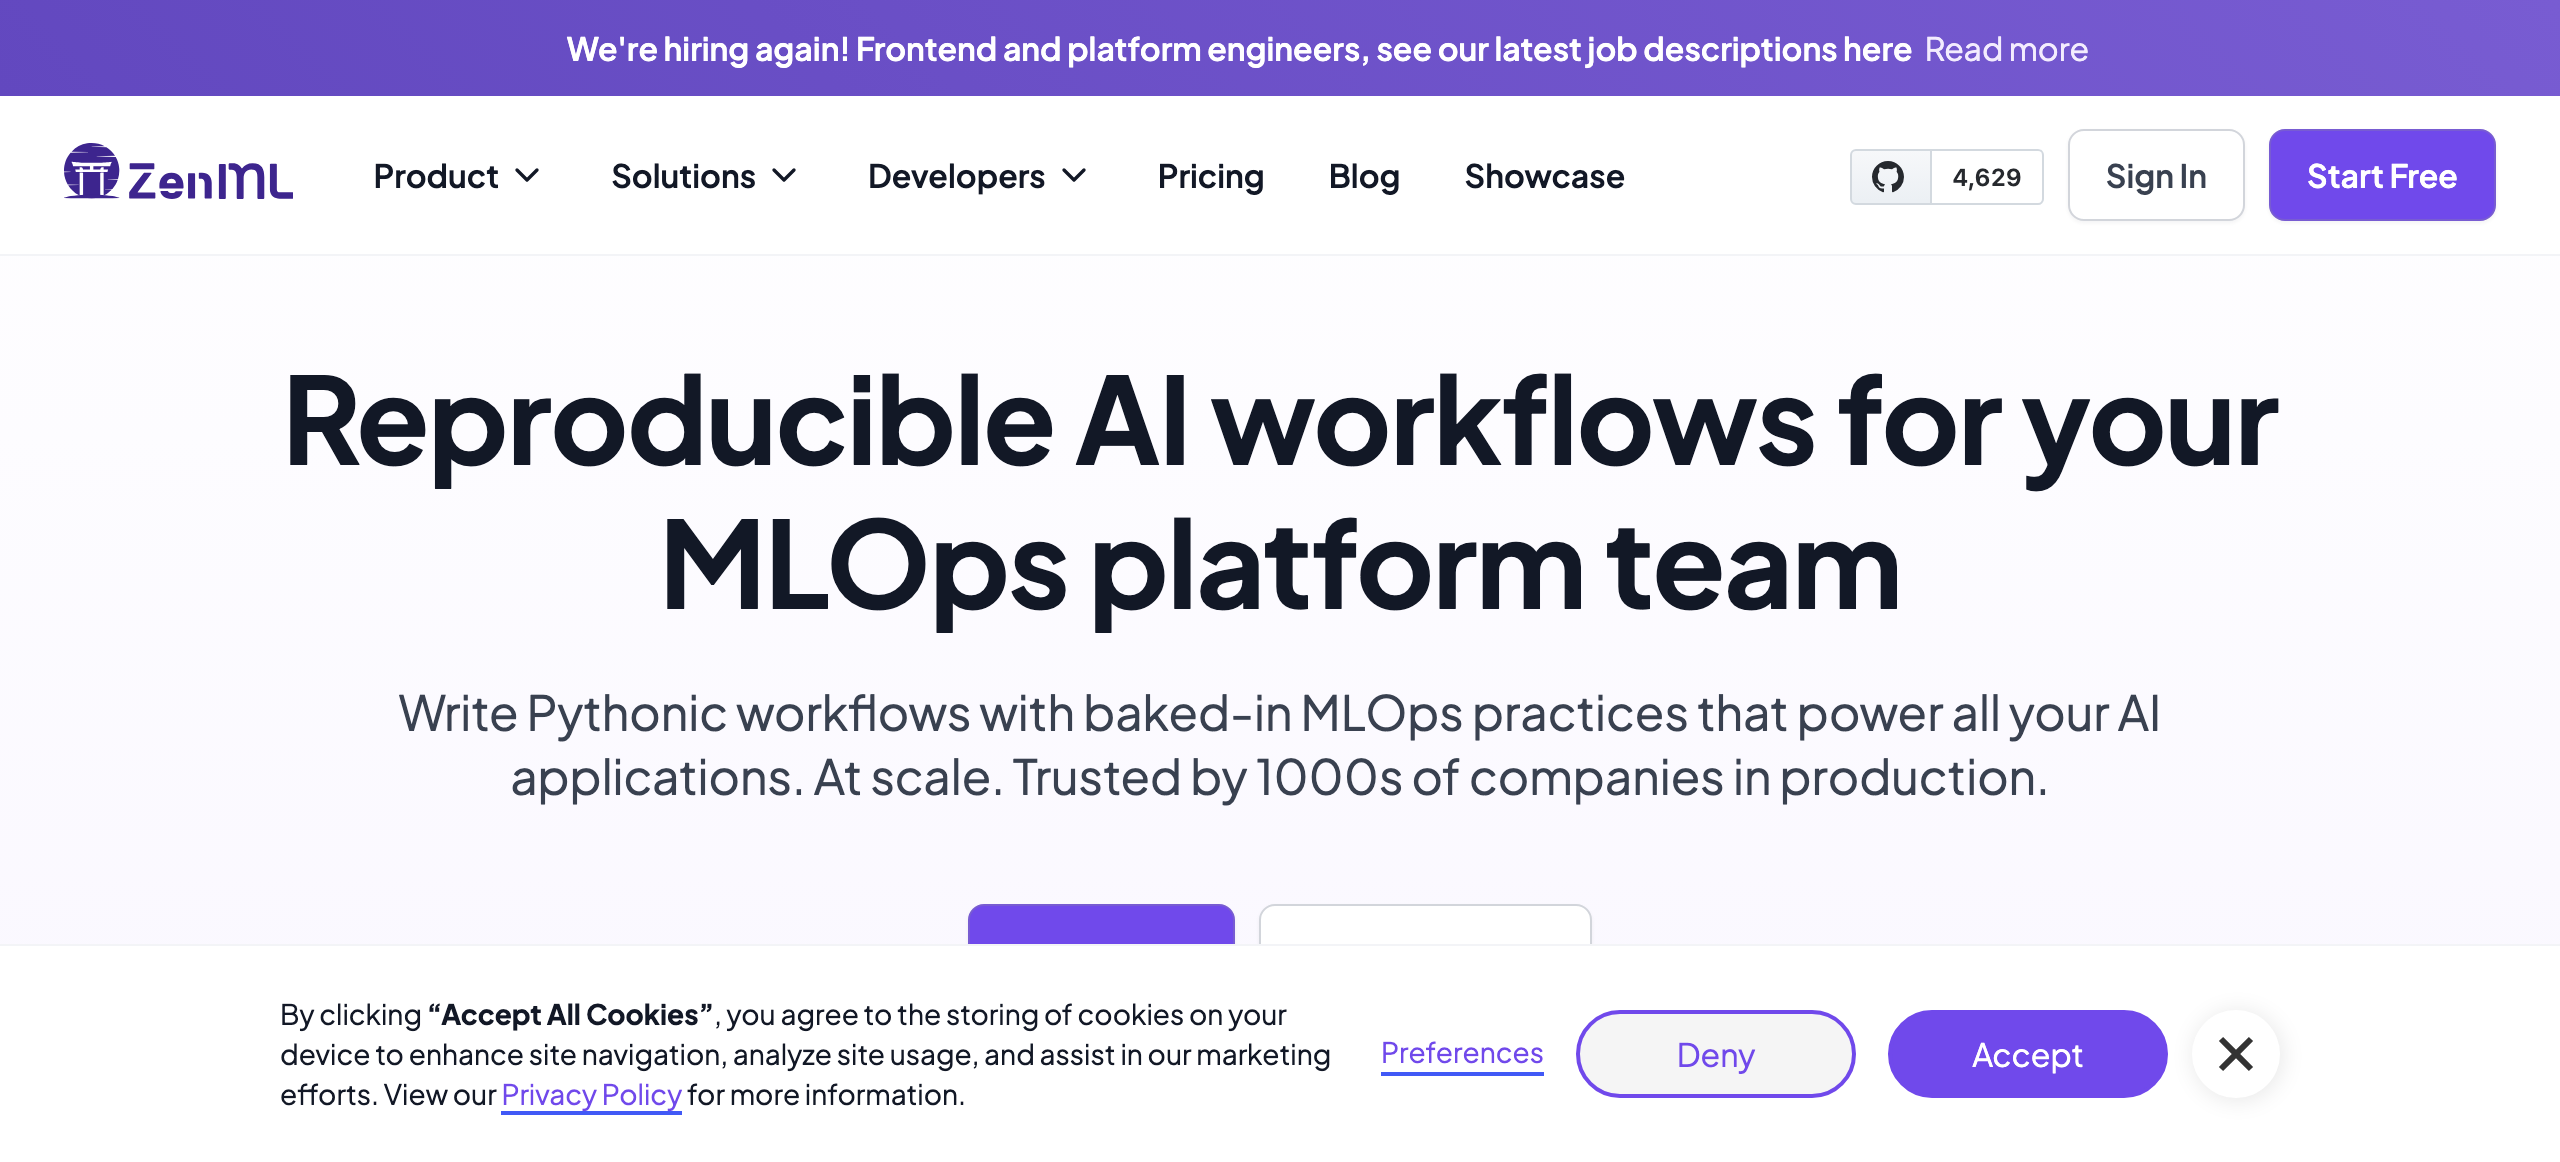 We're hiring again! Frontend and platform engineers, see our latest job descriptions here Read more
ZenML Product Solutions Developers Pricing Blog Showcase 4,629 Sign In Start Free
Reproducible AI workflows for your
MLOps platform team
Write Pythonic workflows with baked-in MLOps practices that power all your AI
applications. At scale. Trusted by 1000s of companies in production.
By clicking “Accept All Cookies”, you agree to the storing of cookies on your
device to enhance site navigation, analyze site usage, and assist in our marketing
efforts. View our Privacy Policy for more information.
Preferences Deny Accept